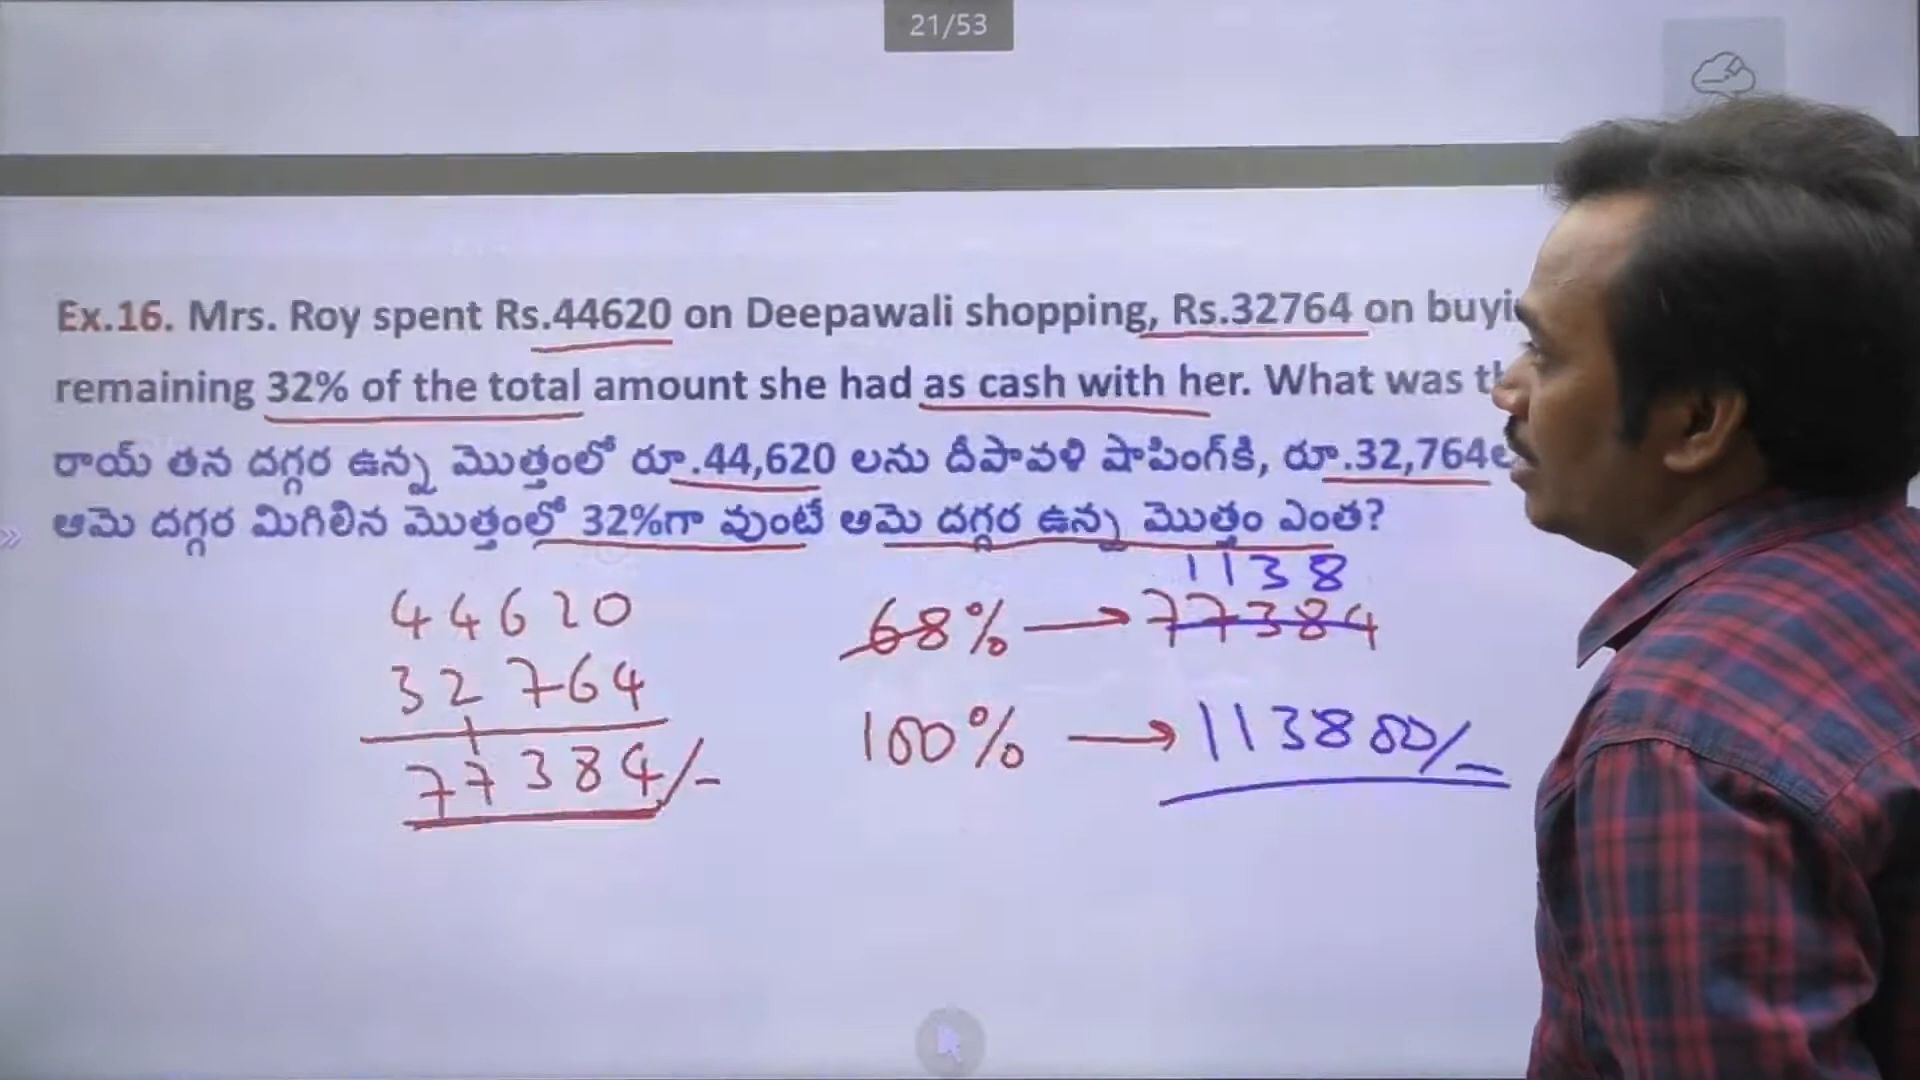 21/53
Ex.16. Mrs. Roy spent Rs.44620 on Deepawali shopping, Rs.32764 on
remaining 32% of the total amount she had as cash with her. What was
రాయ్ తన దగ్గర ఉన్న మొత్తంలో రూ.44,620 లను దీపావళి షాపింగ్‌కి, రూ.32,764
ఆమె దగ్గర మిగిలిన మొత్తంలో 32%గా వుంటే ఆమె దగ్గర ఉన్న మొత్తం ఎంత?
1138
44620
68% → 77384
32764
100% → 113800/-
77384/-